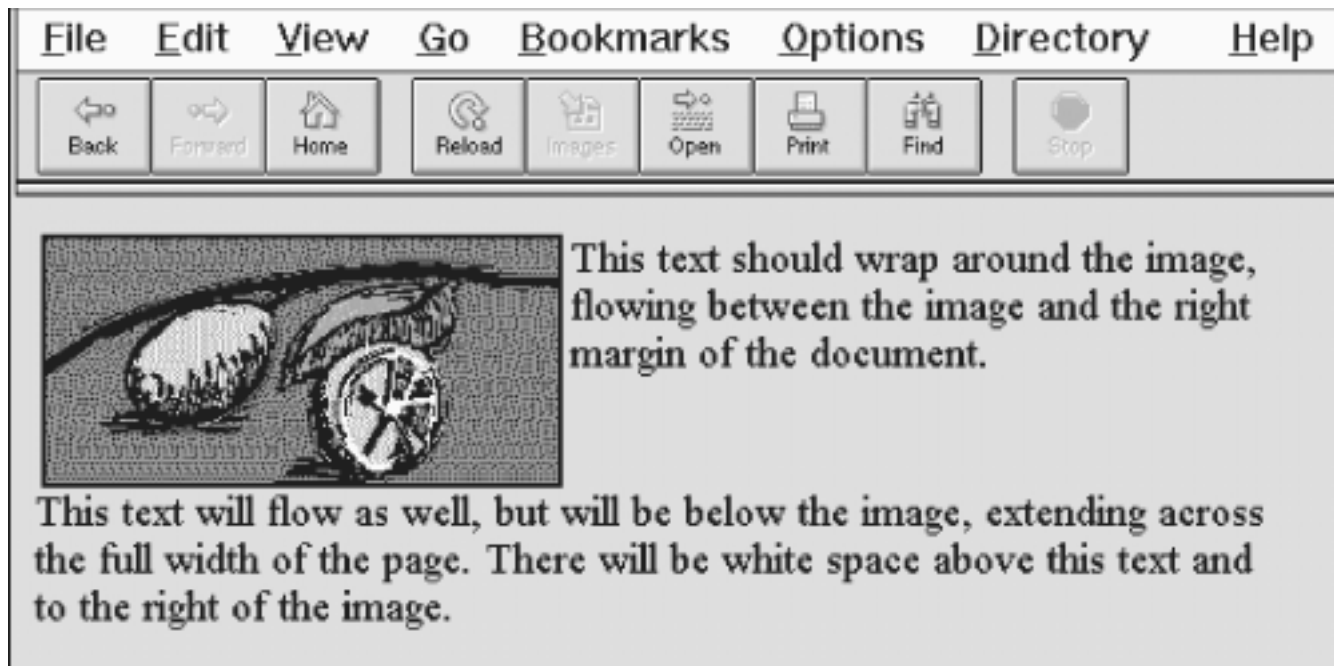 File Edit View Go Bookmarks Options Directory Help
Back Forward Home Reload Images Open Print Find Stop
This text should wrap around the image,
flowing between the image and the right
margin of the document.
This text will flow as well, but will be below the image, extending across
the full width of the page. There will be white space above this text and
to the right of the image.